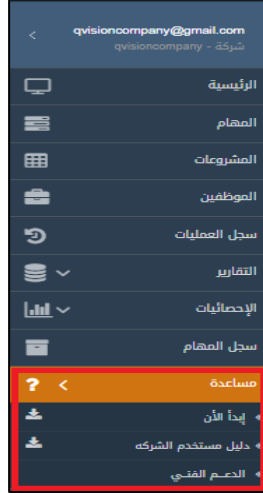 qvisioncompany@gmail.com
شركة - qvisioncompany
الرئيسية
المهام
المشروعات
الموظفين
سجل العمليات
التقارير
الإحصائيات
سجل المهام
مساعدة
إبدأ الأن
دليل مستخدم الشركه
الدعـم الفنـي